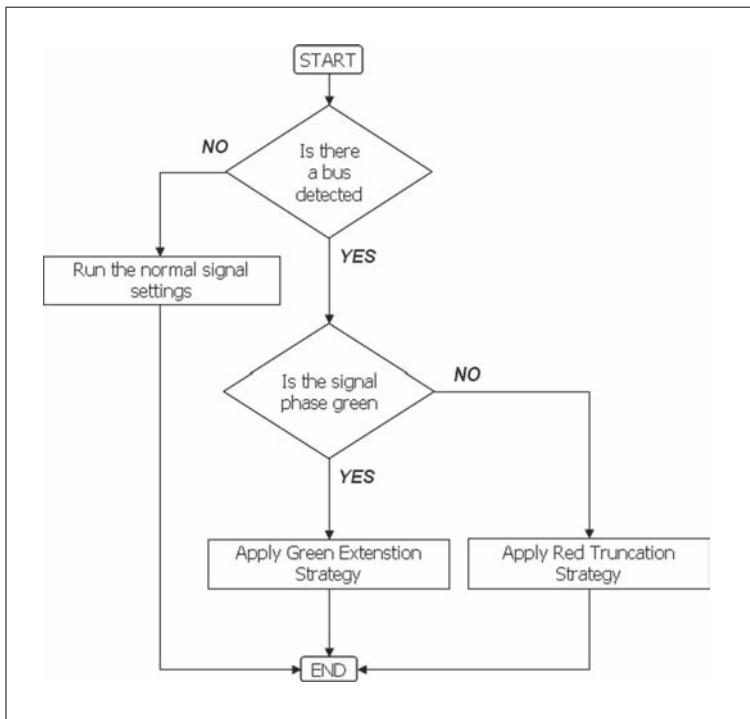 START
NO
Is there
a bus
detected
YES
Run the normal signal
settings
Is the signal
phase green
NO
YES
Apply Green Extenstion
Strategy
Apply Red Truncation
Strategy
END